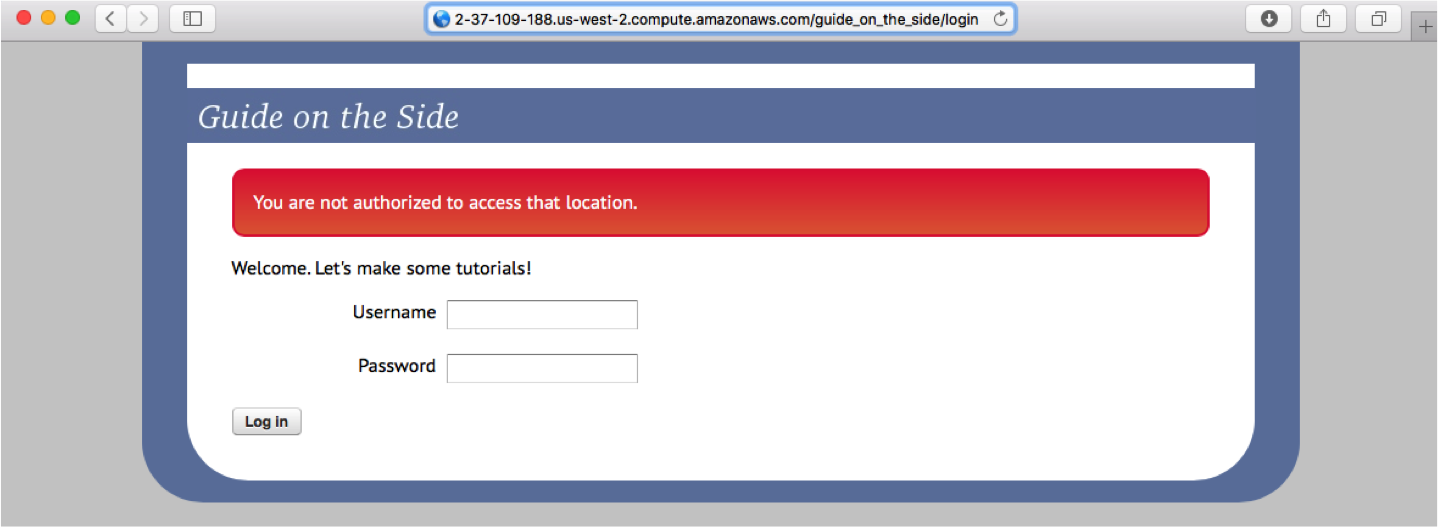 2-37-109-188.us-west-2.compute.amazonaws.com/guide_on_the_side/login
Guide on the Side
You are not authorized to access that location.
Welcome. Let's make some tutorials!
Username
Password
Log in